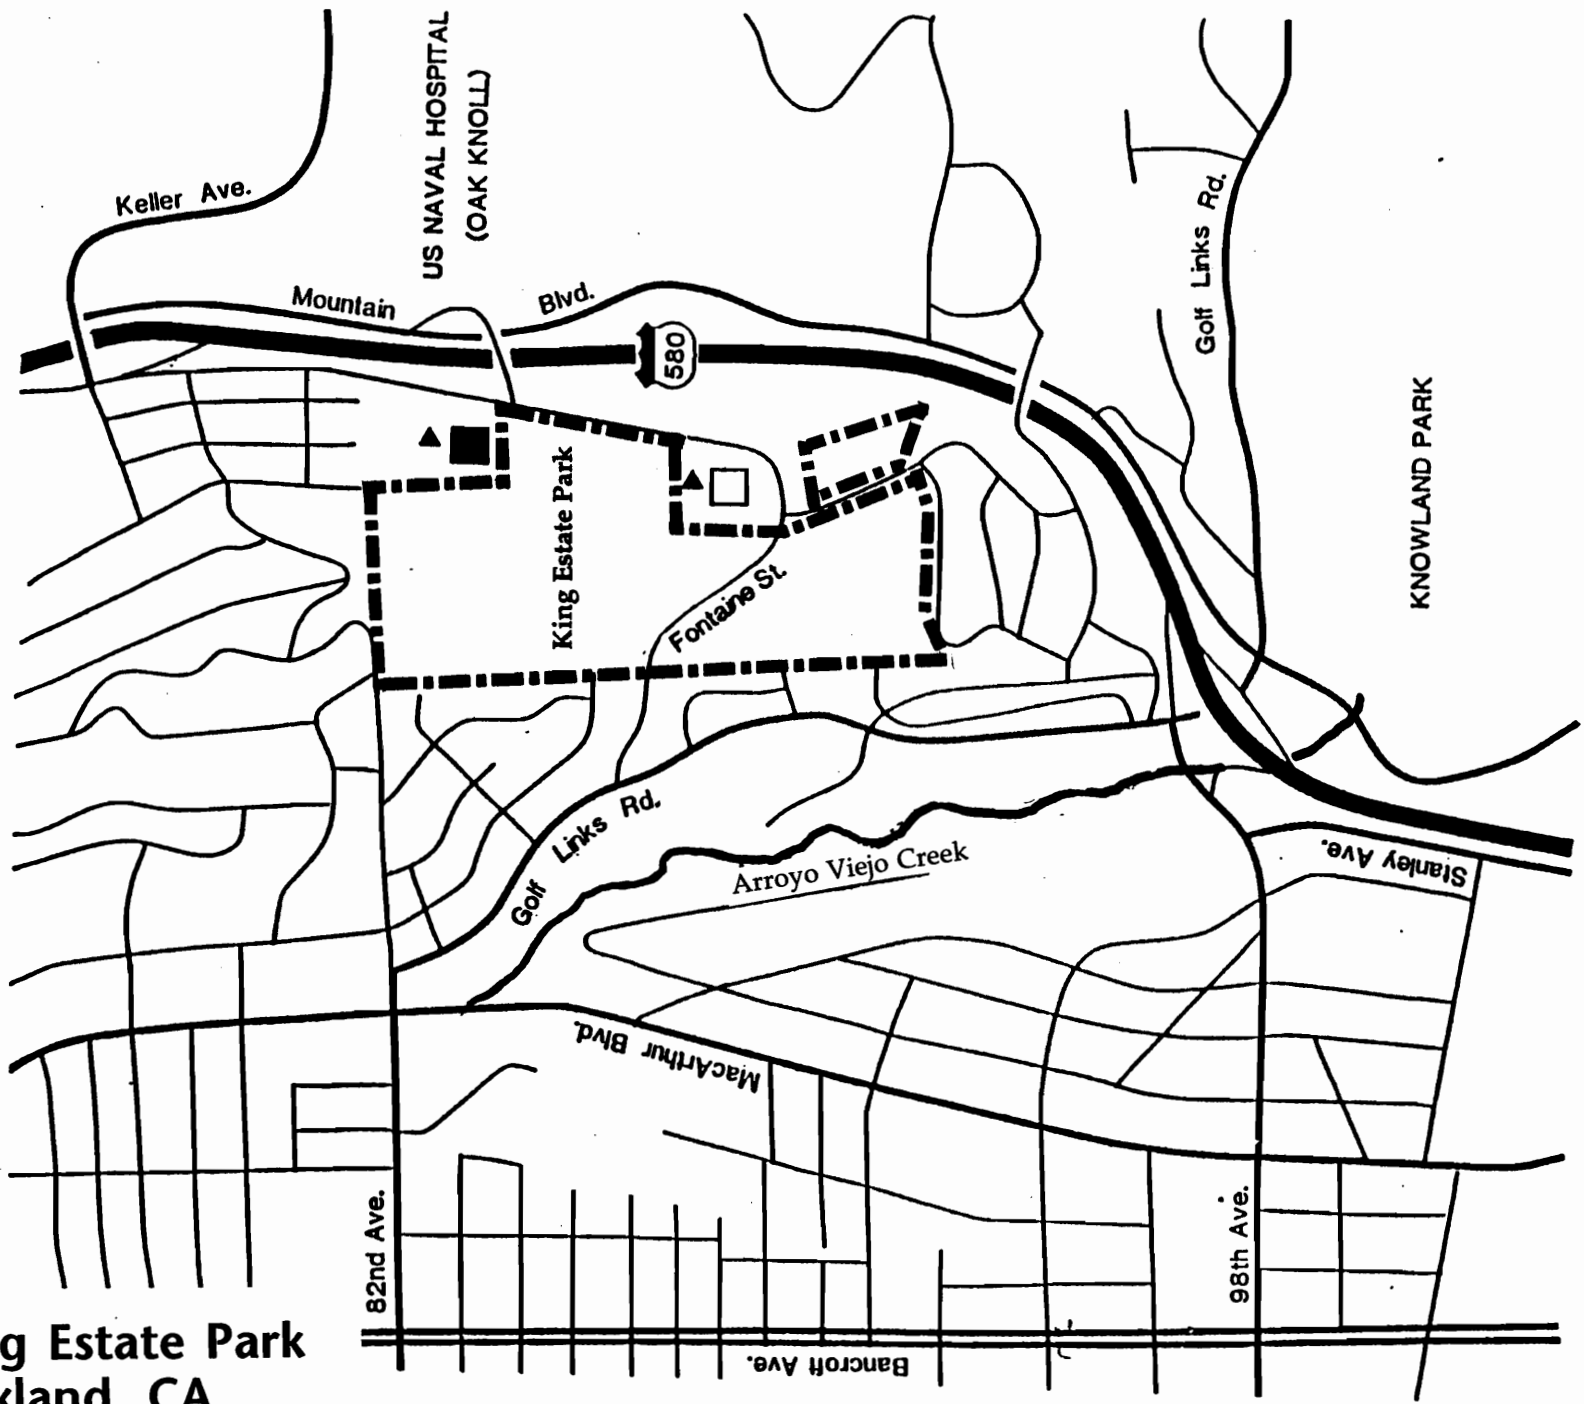 US NAVAL HOSPITAL
(OAK KNOLL)
Keller Ave.
Golf Links Rd.
Mountain Blvd.
580
KNOWLAND PARK
King Estate Park
Fontaine St.
Golf Links Rd.
Arroyo Viejo Creek
Stanley Ave.
MacArthur Blvd.
82nd Ave.
98th Ave.
g Estate Park
kland, CA
Bancroft Ave.